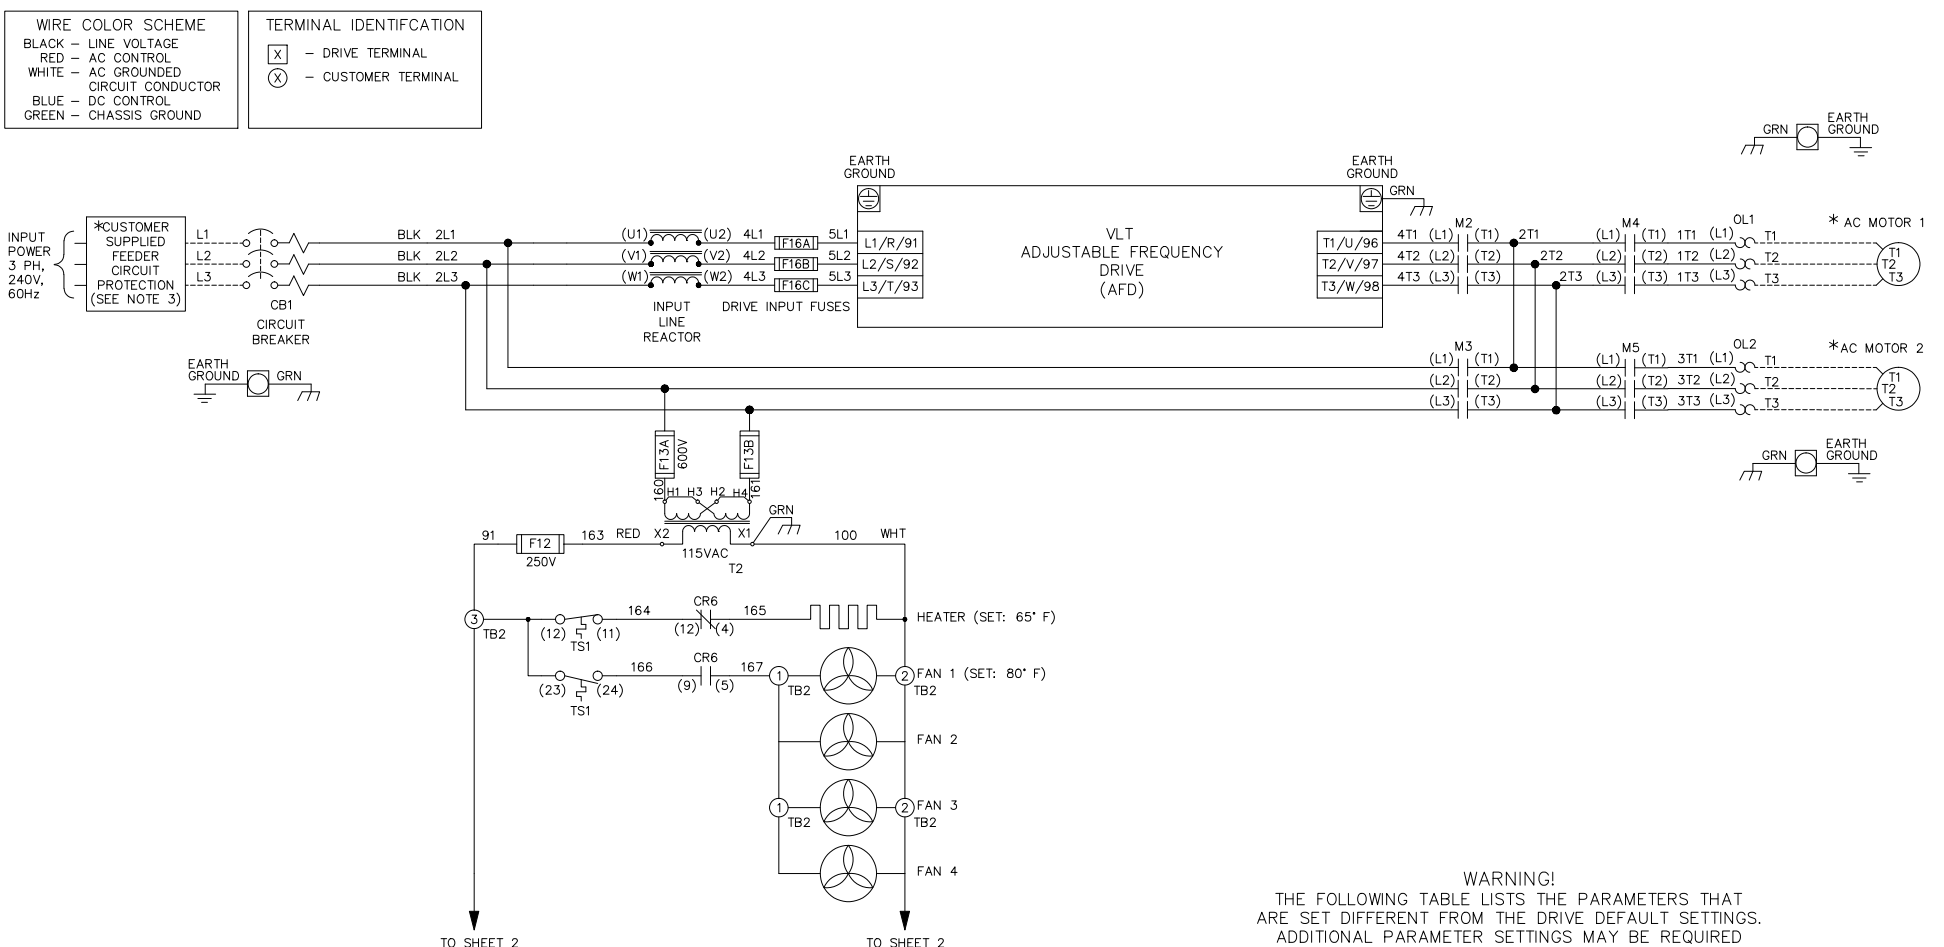 WIRE COLOR SCHEME
BLACK – LINE VOLTAGE
RED – AC CONTROL
WHITE – AC GROUNDED
CIRCUIT CONDUCTOR
BLUE – DC CONTROL
GREEN – CHASSIS GROUND
TERMINAL IDENTIFCATION
X – DRIVE TERMINAL
X – CUSTOMER TERMINAL
GRN
EARTH
GROUND
INPUT
POWER
3 PH,
240V,
60Hz
*CUSTOMER
SUPPLIED
FEEDER
CIRCUIT
PROTECTION
(SEE NOTE 3)
L1
L2
L3
CB1
CIRCUIT
BREAKER
BLK 2L1
BLK 2L2
BLK 2L3
(U1) (U2) 4L1 F16A 5L1
(V1) (V2) 4L2 F16B 5L2
(W1) (W2) 4L3 F16C 5L3
INPUT
LINE
REACTOR
DRIVE INPUT FUSES
EARTH
GROUND
L1/R/91
L2/S/92
L3/T/93
VLT
ADJUSTABLE FREQUENCY
DRIVE
(AFD)
EARTH
GROUND
GRN
T1/U/96
T2/V/97
T3/W/98
M2 M4 OL1
4T1 (L1) (T1) 2T1 (L1) (T1) 1T1 (L1) T1
4T2 (L2) (T2) 2T2 (L2) (T2) 1T2 (L2) T2
4T3 (L3) (T3) 2T3 (L3) (T3) 1T3 (L3) T3
* AC MOTOR 1
T1
T2
T3
EARTH
GROUND GRN
M3 M5 OL2
(L1) (T1) (L1) (T1) 3T1 (L1) T1
(L2) (T2) (L2) (T2) 3T2 (L2) T2
(L3) (T3) (L3) (T3) 3T3 (L3) T3
*AC MOTOR 2
T1
T2
T3
GRN
EARTH
GROUND
F13A
600V
F13B
160
H1 H3 H2 H4
161
GRN
91 F12 163 RED X2 X1 100 WHT
250V
115VAC
T2
3
TB2
(12) (11)
TS1
164
CR6
(12) (4)
165
HEATER (SET: 65° F)
(23) (24)
TS1
166
CR6
(9) (5)
167
1
TB2
2
TB2
FAN 1 (SET: 80° F)
FAN 2
1
TB2
2
TB2
FAN 3
FAN 4
TO SHEET 2
TO SHEET 2
WARNING!
THE FOLLOWING TABLE LISTS THE PARAMETERS THAT
ARE SET DIFFERENT FROM THE DRIVE DEFAULT SETTINGS.
ADDITIONAL PARAMETER SETTINGS MAY BE REQUIRED